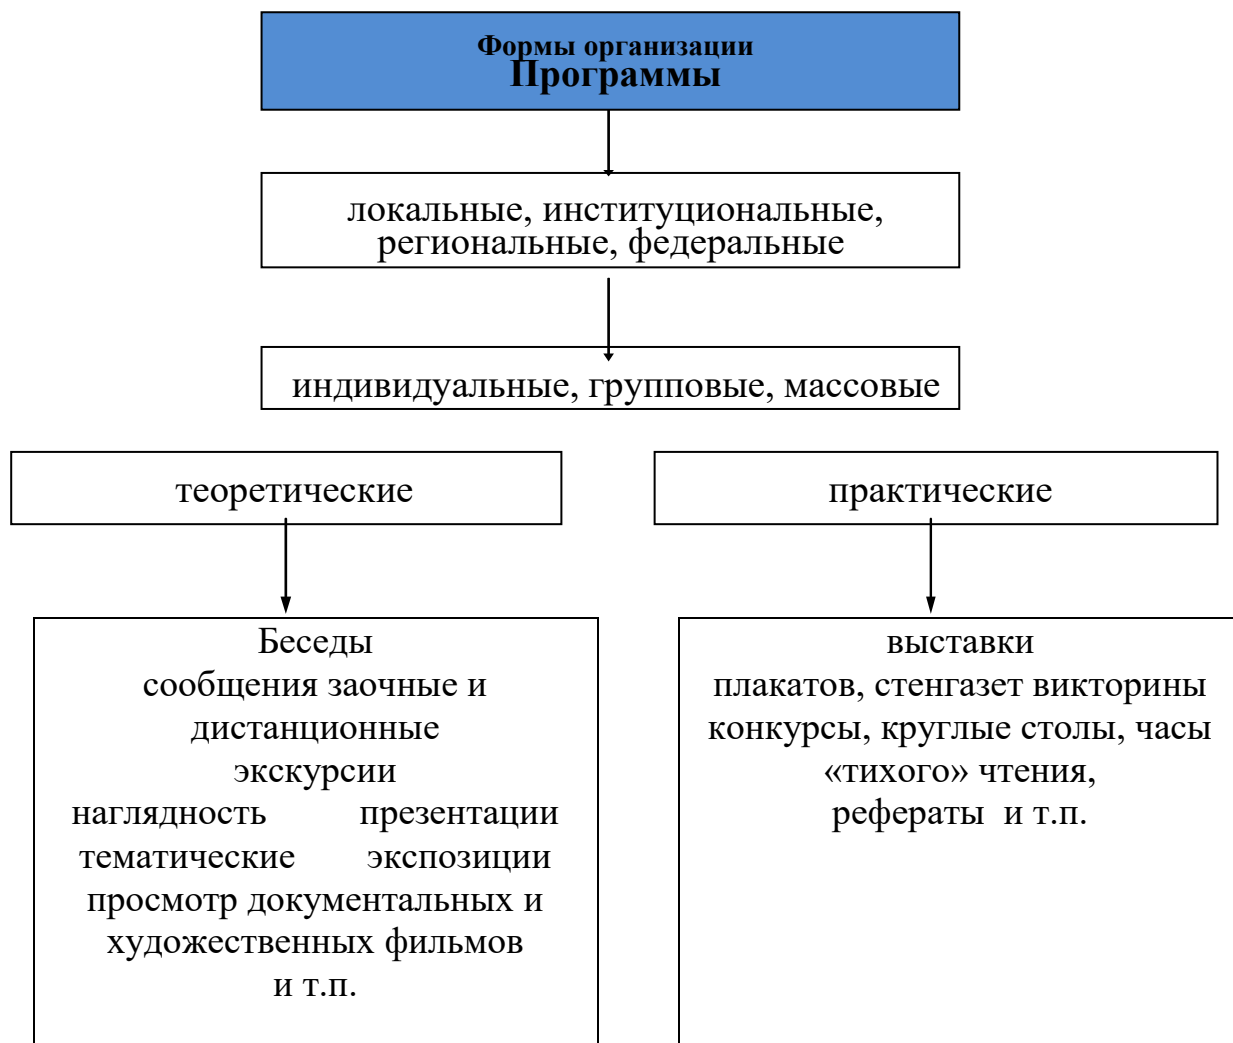 Формы организации
Программы
локальные, институциональные,
региональные, федеральные
индивидуальные, групповые, массовые
теоретические
практические
Беседы
сообщения заочные и
дистанционные
экскурсии
наглядность презентации
тематические экспозиции
просмотр документальных и
художественных фильмов
и т.п.
выставки
плакатов, стенгазет викторины
конкурсы, круглые столы, часы
«тихого» чтения,
рефераты и т.п.